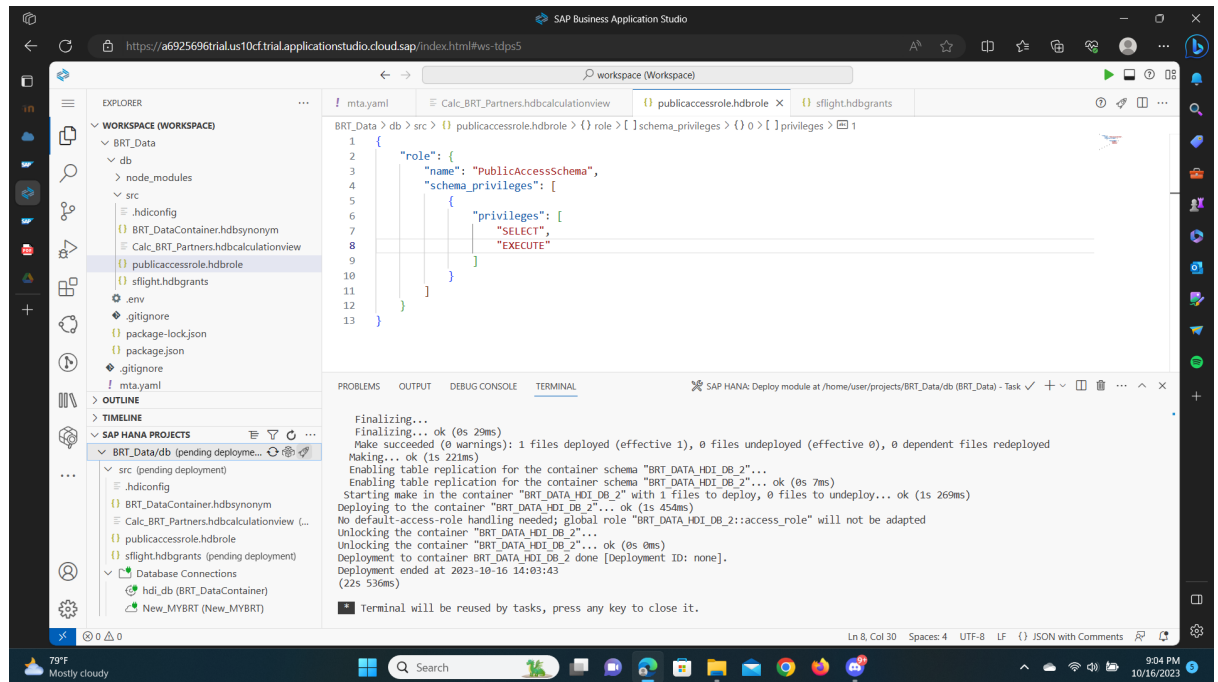 SAP Business Application Studio
https://a6925696trial.us10cf.trial.applicationstudio.cloud.sap/index.html#ws-tdps5
workspace (Workspace)
EXPLORER
WORKSPACE (WORKSPACE)
BRT_Data
db
node_modules
src
.hdiconfig
BRT_DataContainer.hdbsynonym
Calc_BRT_Partners.hdbcalculationview
publicaccessrole.hdbrole
sflight.hdbgrants
.env
.gitignore
package-lock.json
package.json
.gitignore
mta.yaml
OUTLINE
TIMELINE
SAP HANA PROJECTS
BRT_Data/db (pending deployme...
src (pending deployment)
.hdiconfig
BRT_DataContainer.hdbsynonym
Calc_BRT_Partners.hdbcalculationview (...
publicaccessrole.hdbrole
sflight.hdbgrants (pending deployment)
Database Connections
hdi_db (BRT_DataContainer)
New_MYBRT (New_MYBRT)
! mta.yaml Calc_BRT_Partners.hdbcalculationview {} publicaccessrole.hdbrole {} sflight.hdbgrants
BRT_Data > db > src > {} publicaccessrole.hdbrole > {} role > [ ] schema_privileges > {} 0 > [ ] privileges > 1
1 {
2 "role": {
3 "name": "PublicAccessSchema",
4 "schema_privileges": [
5 {
6 "privileges": [
7 "SELECT",
8 "EXECUTE"
9 ]
10 }
11 ]
12 }
13 }
PROBLEMS OUTPUT DEBUG CONSOLE TERMINAL SAP HANA: Deploy module at /home/user/projects/BRT_Data/db (BRT_Data) - Task
Finalizing...
Finalizing... ok (0s 29ms)
Make succeeded (0 warnings): 1 files deployed (effective 1), 0 files undeployed (effective 0), 0 dependent files redeployed
Making... ok (1s 221ms)
Enabling table replication for the container schema "BRT_DATA_HDI_DB_2"...
Enabling table replication for the container schema "BRT_DATA_HDI_DB_2"... ok (0s 7ms)
Starting make in the container "BRT_DATA_HDI_DB_2" with 1 files to deploy, 0 files to undeploy... ok (1s 269ms)
Deploying to the container "BRT_DATA_HDI_DB_2"... ok (1s 454ms)
No default-access-role handling needed; global role "BRT_DATA_HDI_DB_2::access_role" will not be adapted
Unlocking the container "BRT_DATA_HDI_DB_2"...
Unlocking the container "BRT_DATA_HDI_DB_2"... ok (0s 0ms)
Deployment to container BRT_DATA_HDI_DB_2 done [Deployment ID: none].
Deployment ended at 2023-10-16 14:03:43
(22s 536ms)
* Terminal will be reused by tasks, press any key to close it.
0 0
Ln 8, Col 30 Spaces: 4 UTF-8 LF {} JSON with Comments
79°F
Mostly cloudy
Search
9:04 PM
10/16/2023
5